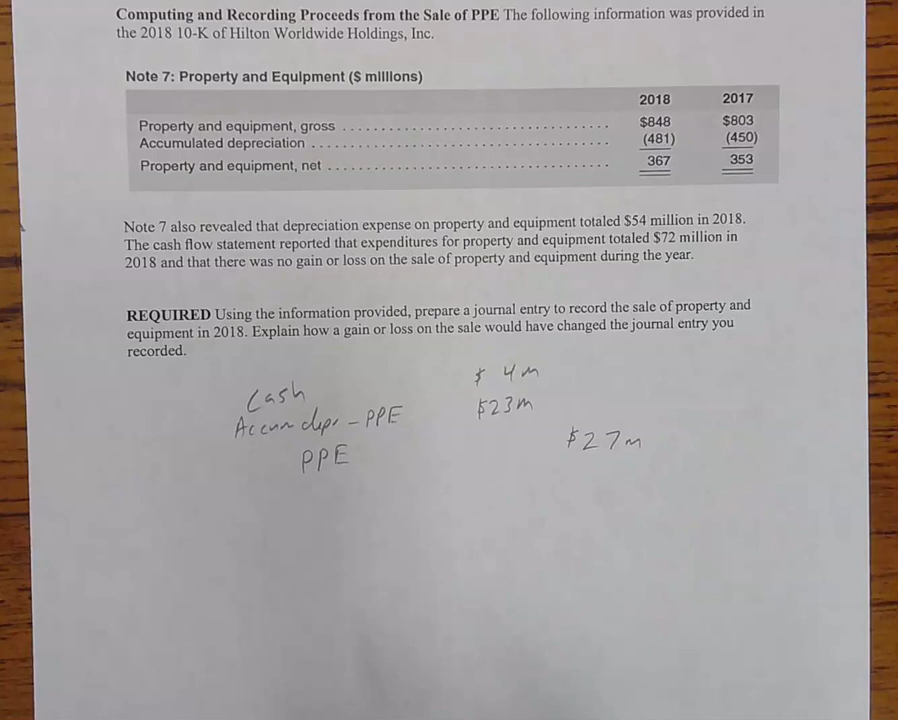 Computing and Recording Proceeds from the Sale of PPE The following information was provided in
the 2018 10-K of Hilton Worldwide Holdings, Inc.
Note 7: Property and Equipment ($ millions)
2018 2017
Property and equipment, gross . . . . . . . . . . . . . . . . . . . . . . . . . . . . . . . . $848 $803
Accumulated depreciation . . . . . . . . . . . . . . . . . . . . . . . . . . . . . . . . . . . (481) (450)
Property and equipment, net . . . . . . . . . . . . . . . . . . . . . . . . . . . . . . . . . 367 353
Note 7 also revealed that depreciation expense on property and equipment totaled $54 million in 2018.
The cash flow statement reported that expenditures for property and equipment totaled $72 million in
2018 and that there was no gain or loss on the sale of property and equipment during the year.
REQUIRED Using the information provided, prepare a journal entry to record the sale of property and
equipment in 2018. Explain how a gain or loss on the sale would have changed the journal entry you
recorded.
Cash $ 4m
Accum depr - PPE $23m
PPE $27m